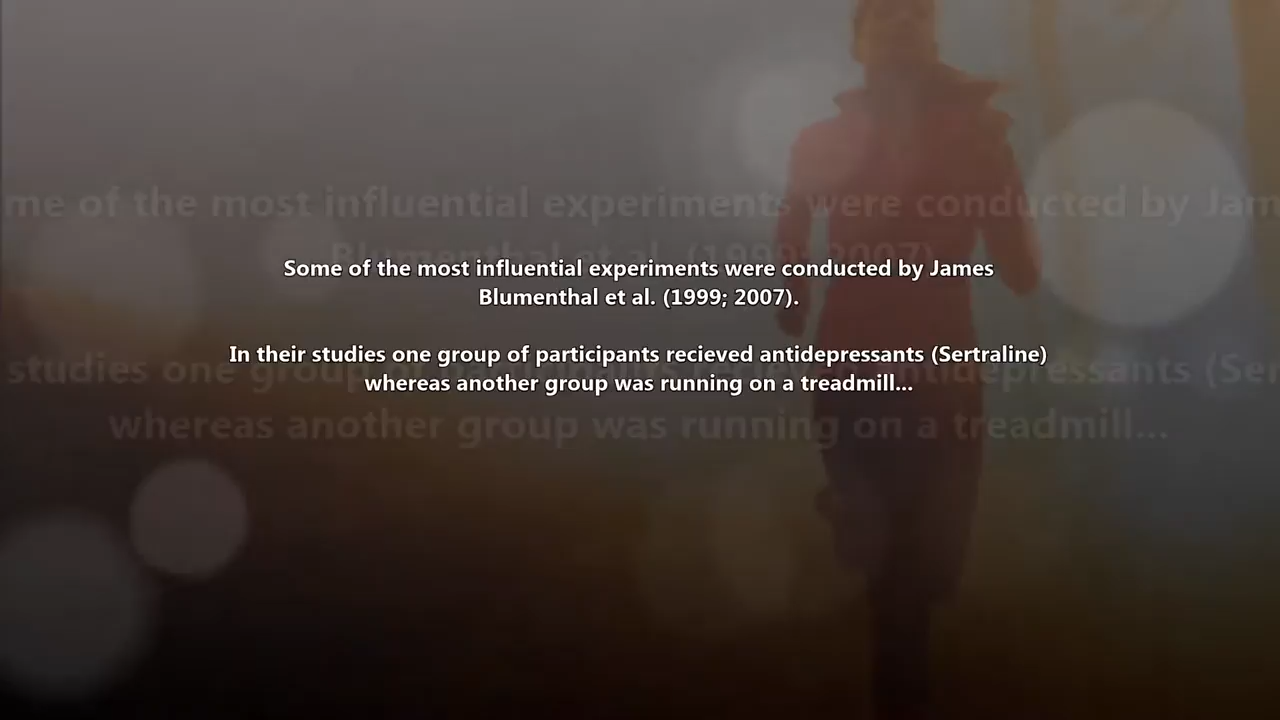 Some of the most influential experiments were conducted by James
Blumenthal et al. (1999; 2007).
In their studies one group of participants recieved antidepressants (Sertraline)
whereas another group was running on a treadmill...